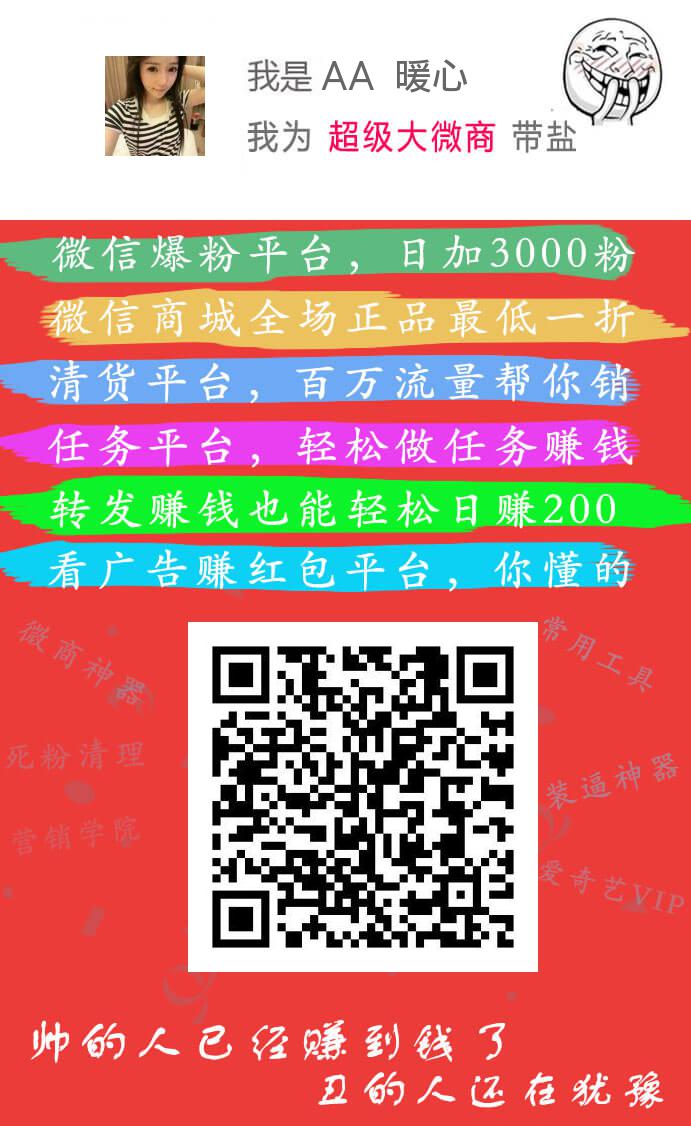 我是 AA 暖心
我为 超级大微商 带盐
微信爆粉平台，日加3000粉
微信商城全场正品最低一折
清货平台，百万流量帮你销
任务平台，轻松做任务赚钱
转发赚钱也能轻松日赚200
看广告赚红包平台，你懂的
微商神器
常用工具
死粉清理
装逼神器
营销学院
爱奇艺VIP
帅的人已经赚到钱了
丑的人还在犹豫